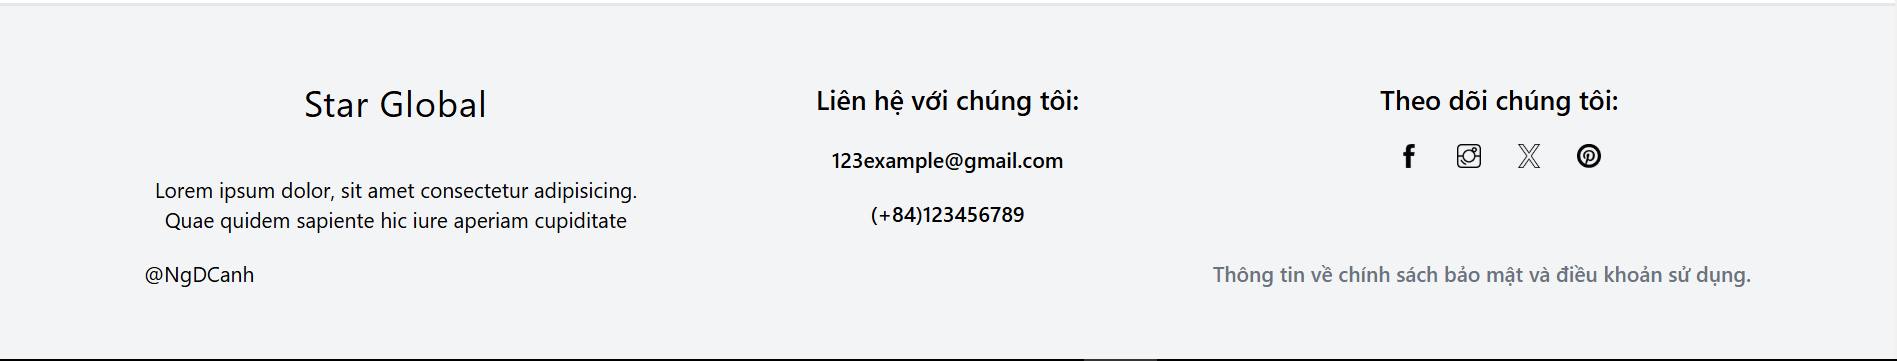 Star Global
Lorem ipsum dolor, sit amet consectetur adipisicing.
Quae quidem sapiente hic iure aperiam cupiditate
Liên hệ với chúng tôi:
123example@gmail.com
(+84)123456789
Theo dõi chúng tôi:
@NgDCanh
Thông tin về chính sách bảo mật và điều khoản sử dụng.